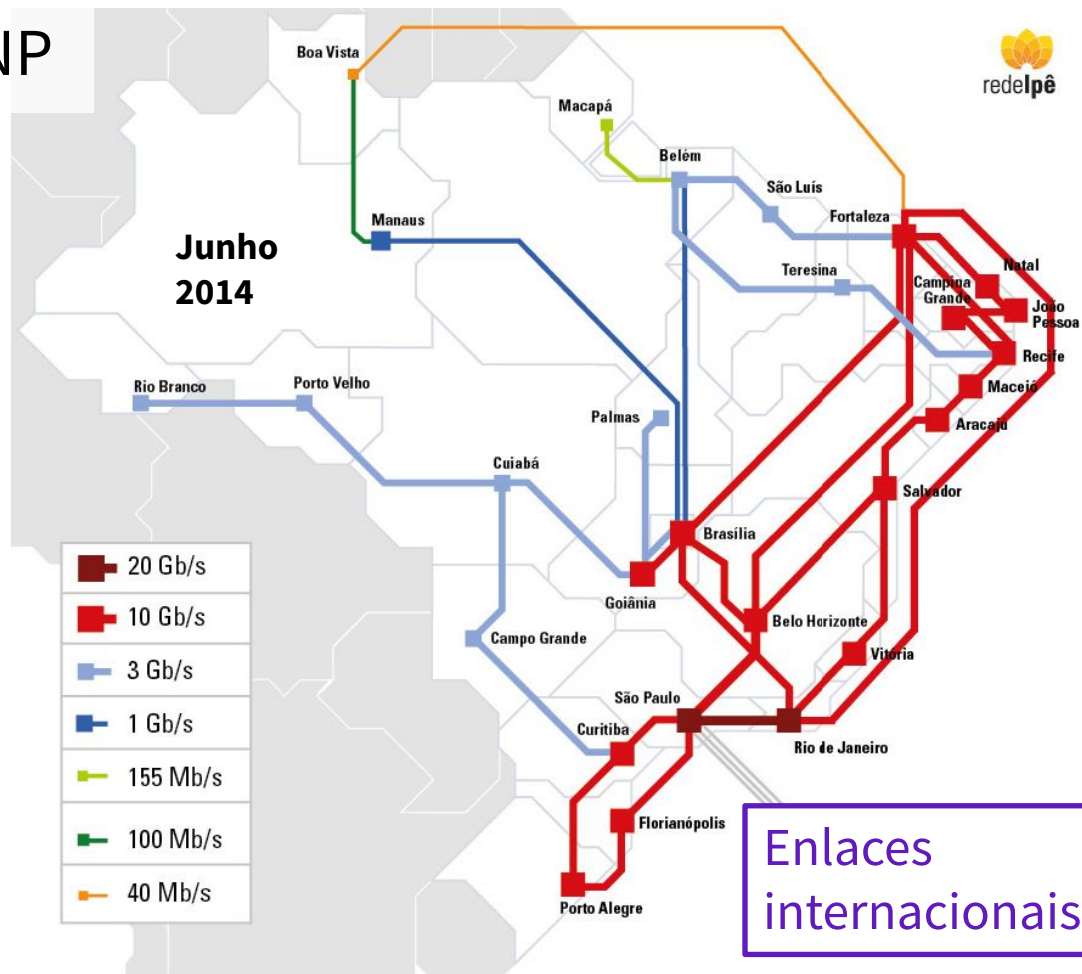 NP
Boa Vista
redeIpê
Macapá
Belém
São Luís
Fortaleza
Manaus
Junho
2014
Teresina
Natal
Campina
Grande
João
Pessoa
Recife
Rio Branco
Porto Velho
Maceió
Palmas
Aracaju
Cuiabá
Salvador
Brasília
20 Gb/s
Goiânia
10 Gb/s
Belo Horizonte
Campo Grande
Vitória
3 Gb/s
São Paulo
1 Gb/s
Curitiba
Rio de Janeiro
155 Mb/s
Florianópolis
100 Mb/s
Enlaces
internacionais
40 Mb/s
Porto Alegre